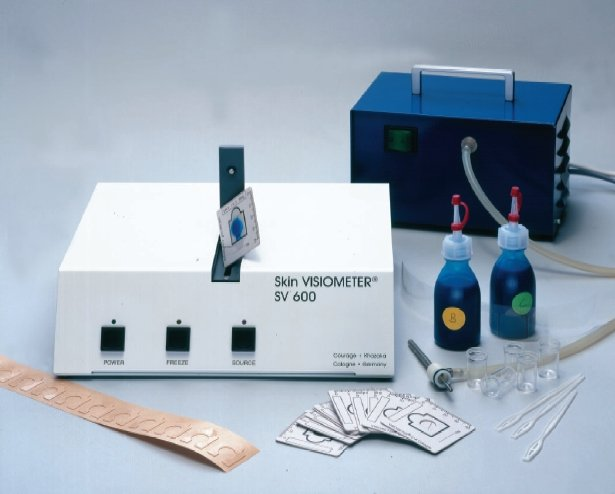 Skin VISIOMETER®
SV 600
POWER FREEZE SOURCE
Courage + Khazaka
Cologne • Germany
B
C